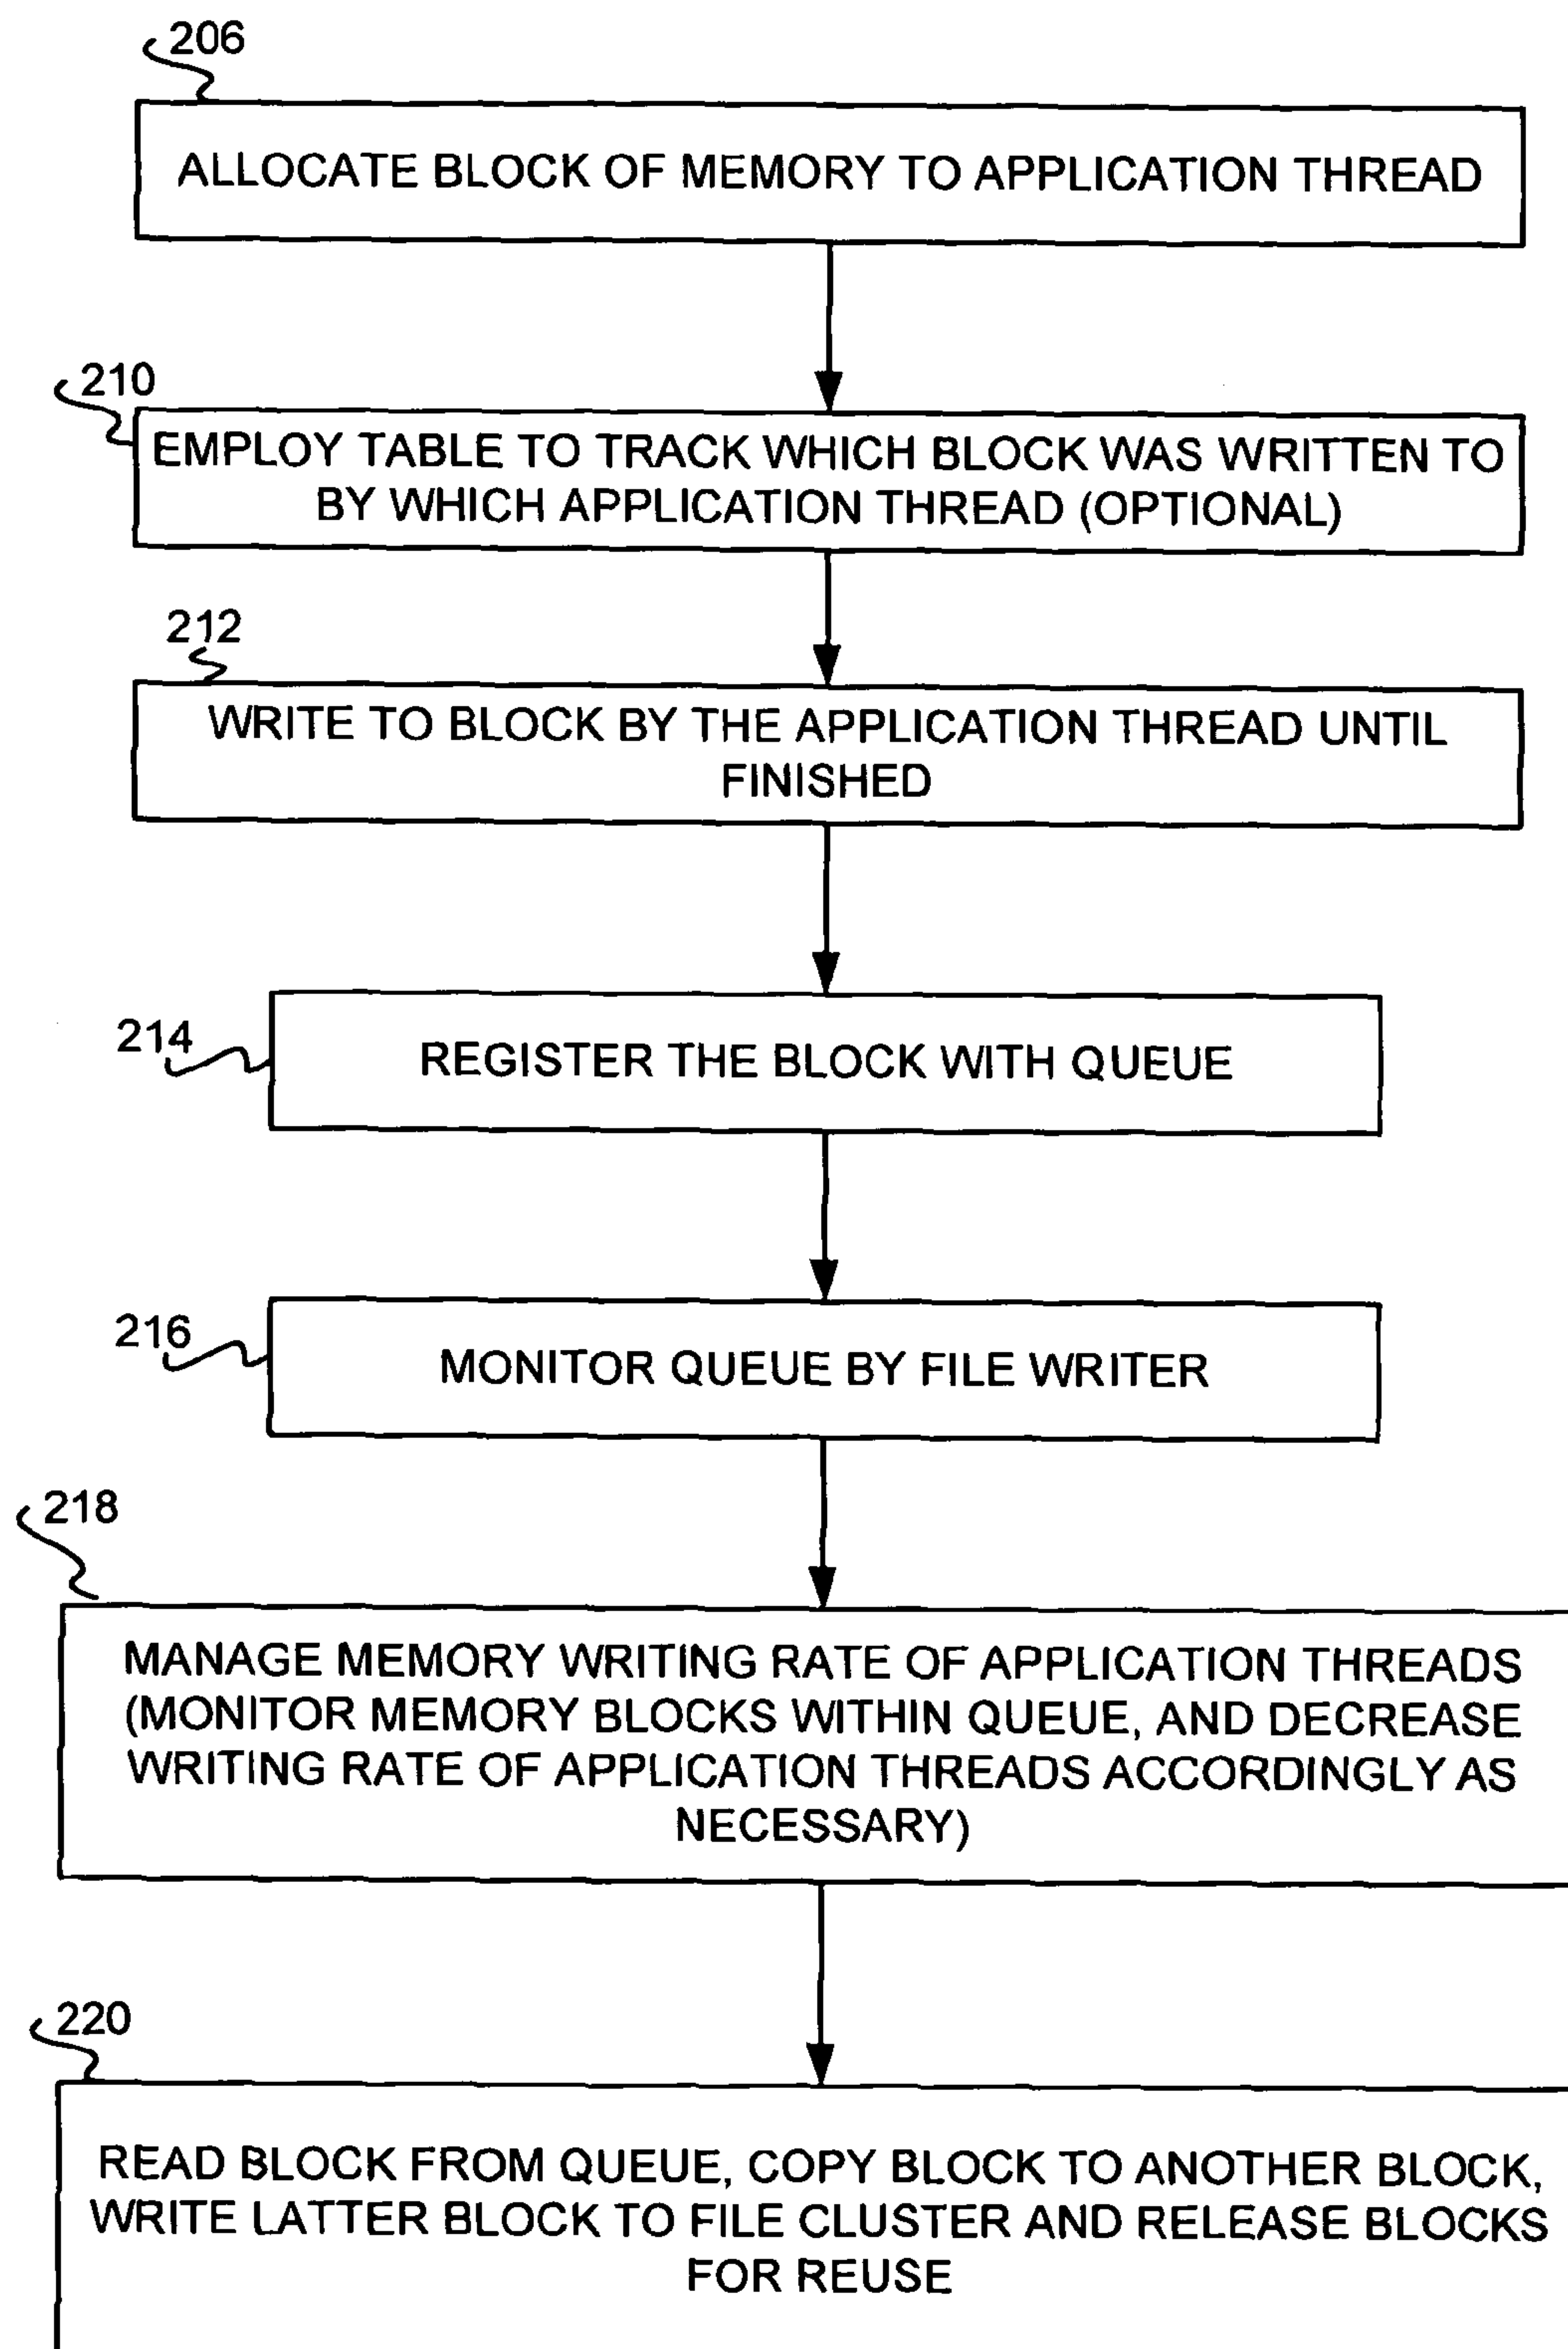 206
ALLOCATE BLOCK OF MEMORY TO APPLICATION THREAD
210
EMPLOY TABLE TO TRACK WHICH BLOCK WAS WRITTEN TO
BY WHICH APPLICATION THREAD (OPTIONAL)
212
WRITE TO BLOCK BY THE APPLICATION THREAD UNTIL
FINISHED
214
REGISTER THE BLOCK WITH QUEUE
216
MONITOR QUEUE BY FILE WRITER
218
MANAGE MEMORY WRITING RATE OF APPLICATION THREADS
(MONITOR MEMORY BLOCKS WITHIN QUEUE, AND DECREASE
WRITING RATE OF APPLICATION THREADS ACCORDINGLY AS
NECESSARY)
220
READ BLOCK FROM QUEUE, COPY BLOCK TO ANOTHER BLOCK,
WRITE LATTER BLOCK TO FILE CLUSTER AND RELEASE BLOCKS
FOR REUSE